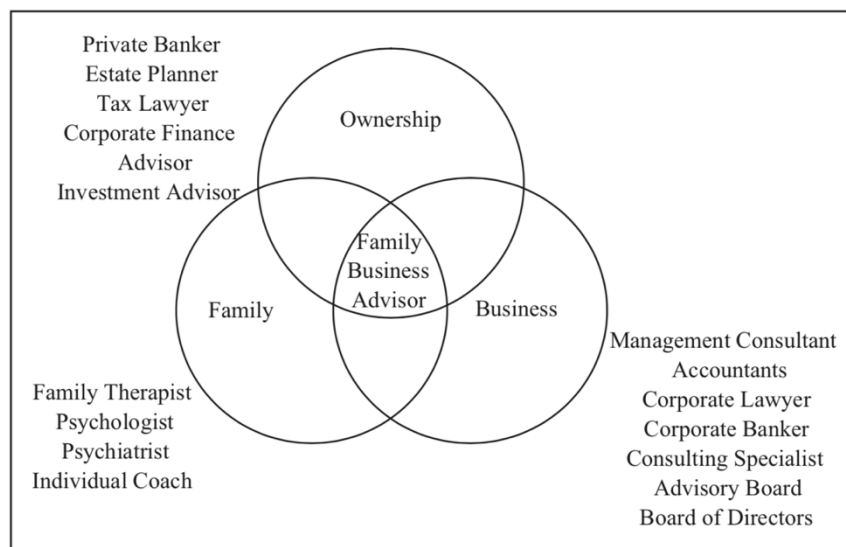 Private Banker
Estate Planner
Tax Lawyer
Corporate Finance
Advisor
Investment Advisor
Ownership
Family
Business
Advisor
Family
Business
Family Therapist
Psychologist
Psychiatrist
Individual Coach
Management Consultant
Accountants
Corporate Lawyer
Corporate Banker
Consulting Specialist
Advisory Board
Board of Directors